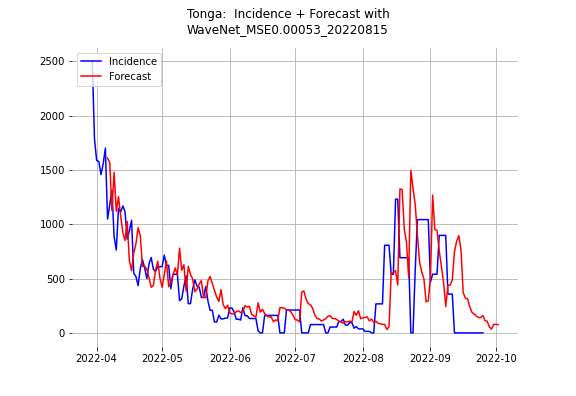 Tonga:  Incidence + Forecast with
WaveNet_MSE0.00053_20220815
Incidence
Forecast
2500
2000
1500
1000
500
0
2022-04 2022-05 2022-06 2022-07 2022-08 2022-09 2022-10